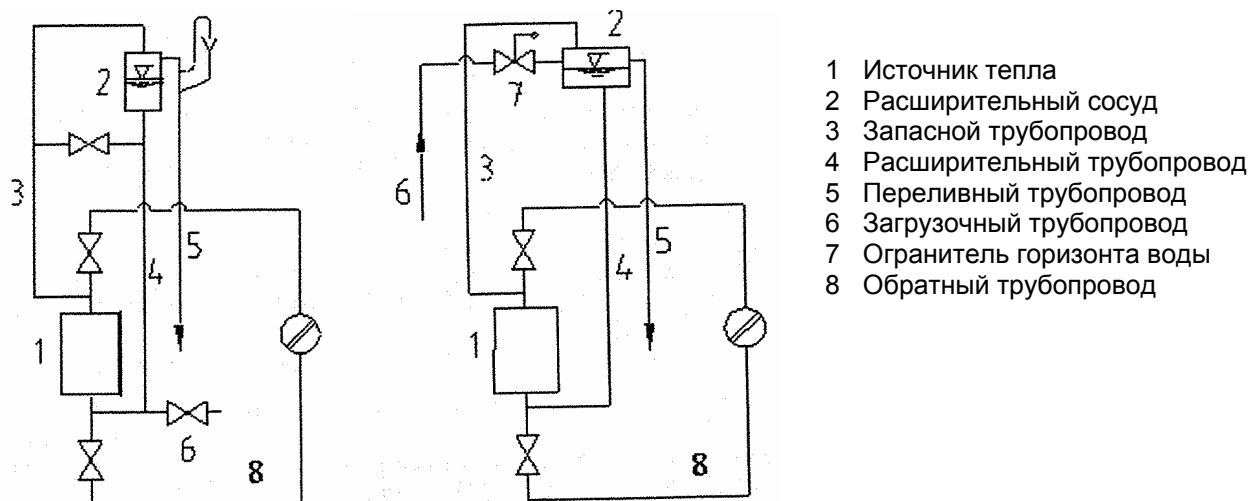 2
3
4
5
1
6
8
2
7
6
3
4
5
1
8
1 Источник тепла
2 Расширительный сосуд
3 Запасной трубопровод
4 Расширительный трубопровод
5 Переливный трубопровод
6 Загрузочный трубопровод
7 Огранитель горизонта воды
8 Обратный трубопровод